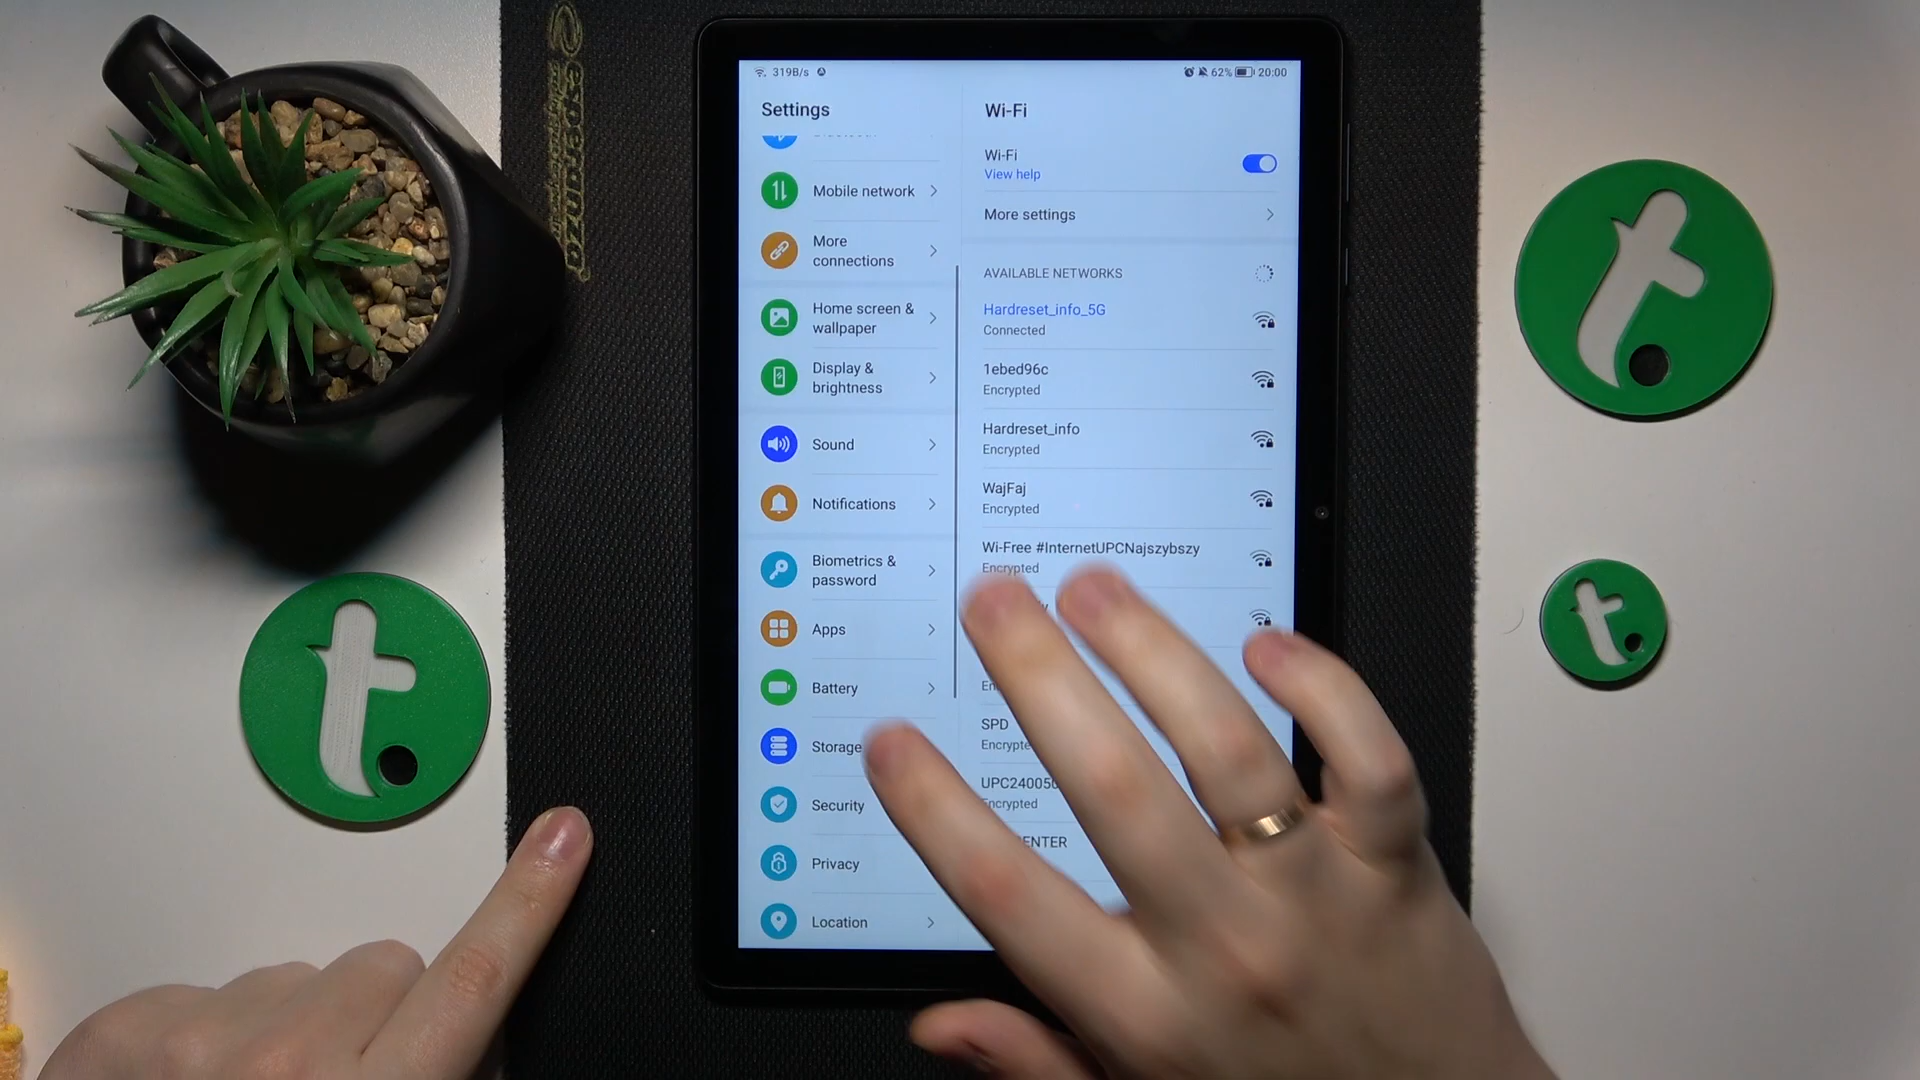 319B/s
62% 20:00
Settings
Mobile network
More
connections
Home screen &
wallpaper
Display &
brightness
Sound
Notifications
Biometrics &
password
Apps
Battery
Storage
Security
Privacy
Location
Wi-Fi
Wi-Fi
View help
More settings
AVAILABLE NETWORKS
Hardreset_info_5G
Connected
1ebed96c
Encrypted
Hardreset_info
Encrypted
WajFaj
Encrypted
Wi-Free #InternetUPCNajszybszy
Encrypted
SPD
Encrypte
UPC24005
Encrypted
ENTER